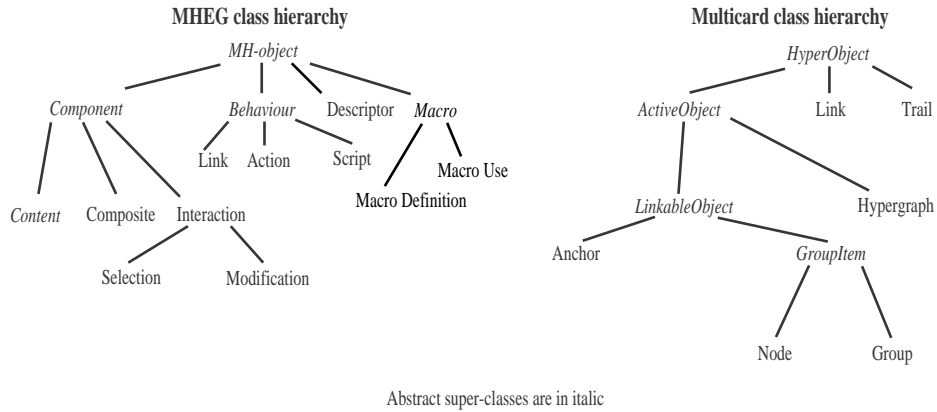 MHEG class hierarchy
MH-object
Component
Behaviour
Descriptor
Macro
Link
Action
Script
Macro Use
Macro Definition
Content
Composite
Interaction
Selection
Modification
Multicard class hierarchy
HyperObject
ActiveObject
Link
Trail
LinkableObject
Hypergraph
Anchor
GroupItem
Node
Group
Abstract super-classes are in italic